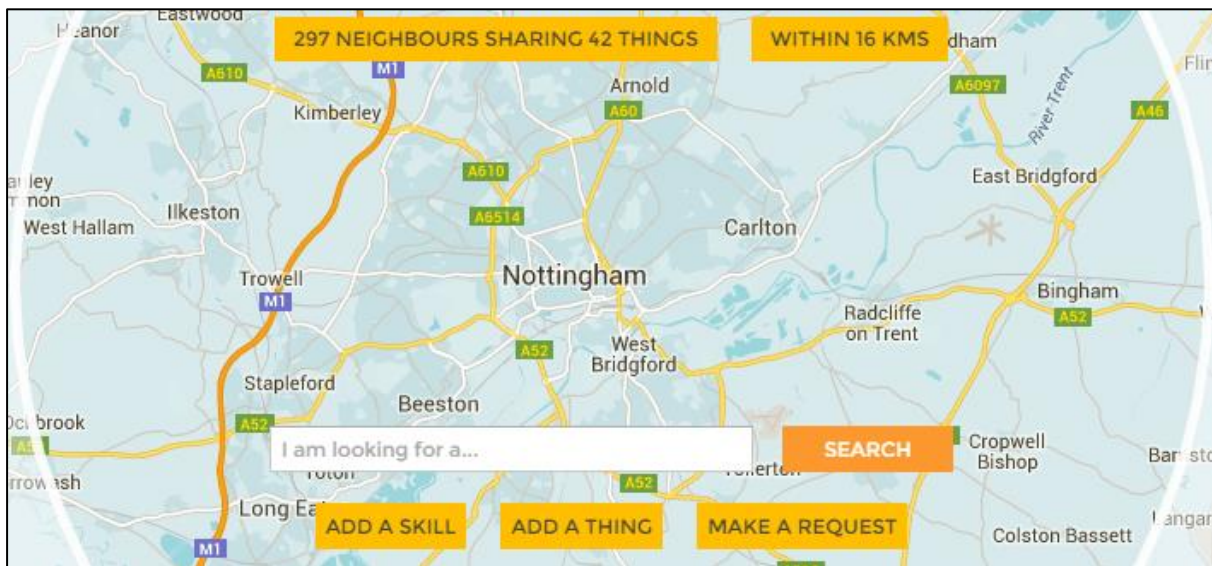 Eastwood
Heanor
297 NEIGHBOURS SHARING 42 THINGS
WITHIN 16 KMS
M1
A610
Arnold
A6097
Kimberley
A60
A46
River Trent
A610
East Bridgford
Ilkeston
A6514
West Hallam
Carlton
Trowell
Nottingham
M1
Bingham
Radcliffe
on Trent
A52
West
Bridgford
A52
Stapleford
Beeston
A52
I am looking for a...
SEARCH
Cropwell
Bishop
Toton
Tollerton
A52
Long
ADD A SKILL
ADD A THING
MAKE A REQUEST
Colston Bassett
M1